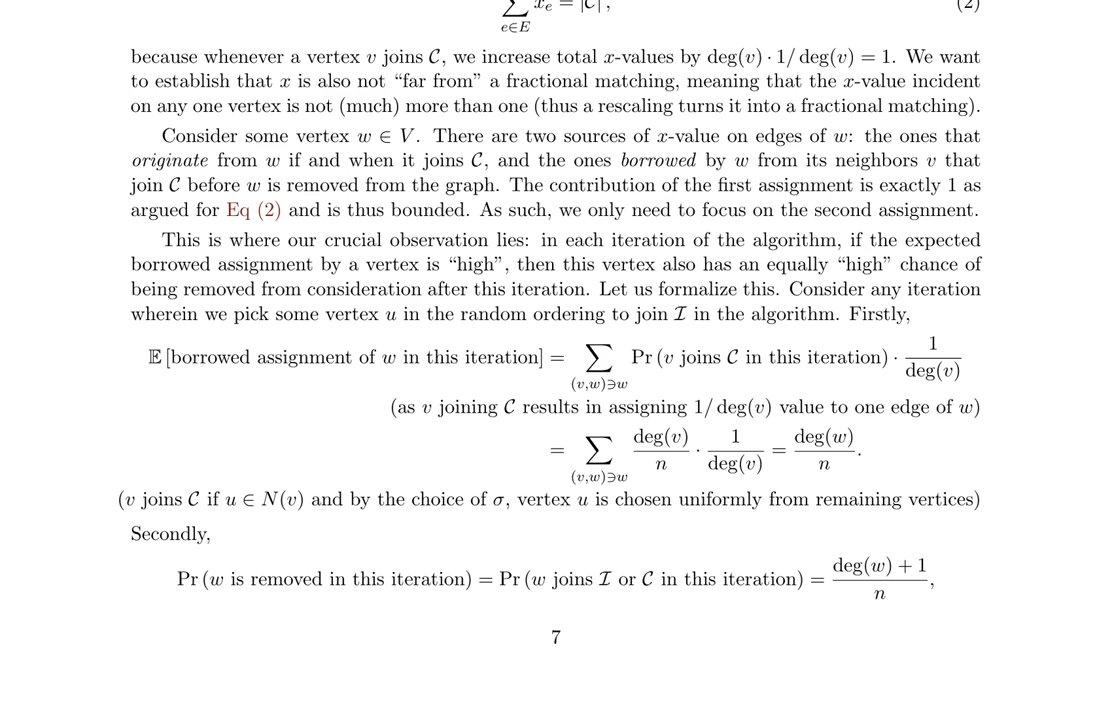 ∑_{e∈E} x_e = |𝒞|, (2)
because whenever a vertex v joins 𝒞, we increase total x-values by deg(v) · 1/ deg(v) = 1. We want
to establish that x is also not “far from” a fractional matching, meaning that the x-value incident
on any one vertex is not (much) more than one (thus a rescaling turns it into a fractional matching).
Consider some vertex w ∈ V. There are two sources of x-value on edges of w: the ones that
originate from w if and when it joins 𝒞, and the ones borrowed by w from its neighbors v that
join 𝒞 before w is removed from the graph. The contribution of the first assignment is exactly 1 as
argued for Eq (2) and is thus bounded. As such, we only need to focus on the second assignment.
This is where our crucial observation lies: in each iteration of the algorithm, if the expected
borrowed assignment by a vertex is “high”, then this vertex also has an equally “high” chance of
being removed from consideration after this iteration. Let us formalize this. Consider any iteration
wherein we pick some vertex u in the random ordering to join ℐ in the algorithm. Firstly,
𝔼 [borrowed assignment of w in this iteration] = ∑_{(v,w)∋w} Pr (v joins 𝒞 in this iteration) · 1/deg(v)
(as v joining 𝒞 results in assigning 1/ deg(v) value to one edge of w)
= ∑_{(v,w)∋w} deg(v)/n · 1/deg(v) = deg(w)/n.
(v joins 𝒞 if u ∈ N(v) and by the choice of σ, vertex u is chosen uniformly from remaining vertices)
Secondly,
Pr (w is removed in this iteration) = Pr (w joins ℐ or 𝒞 in this iteration) = (deg(w) + 1)/n,
7